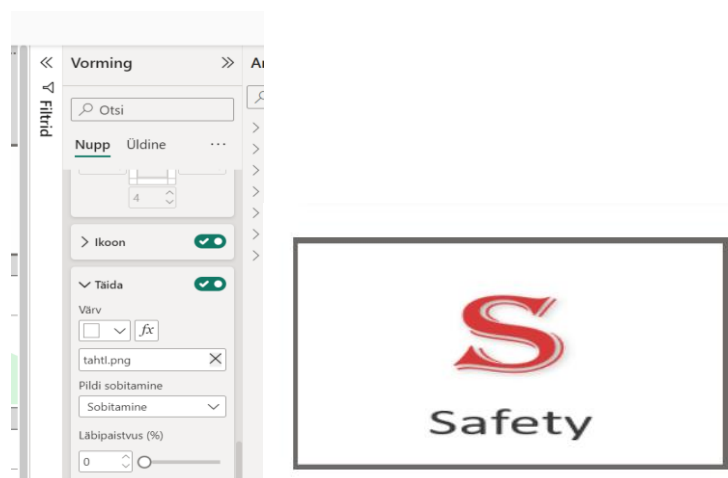 Vorming
Filtrid
Otsi
Nupp Üldine
4
Ikoon
Täida
Värv
fx
tahtl.png
Pildi sobitamine
Sobitamine
Läbipaistvus (%)
0
S
Safety